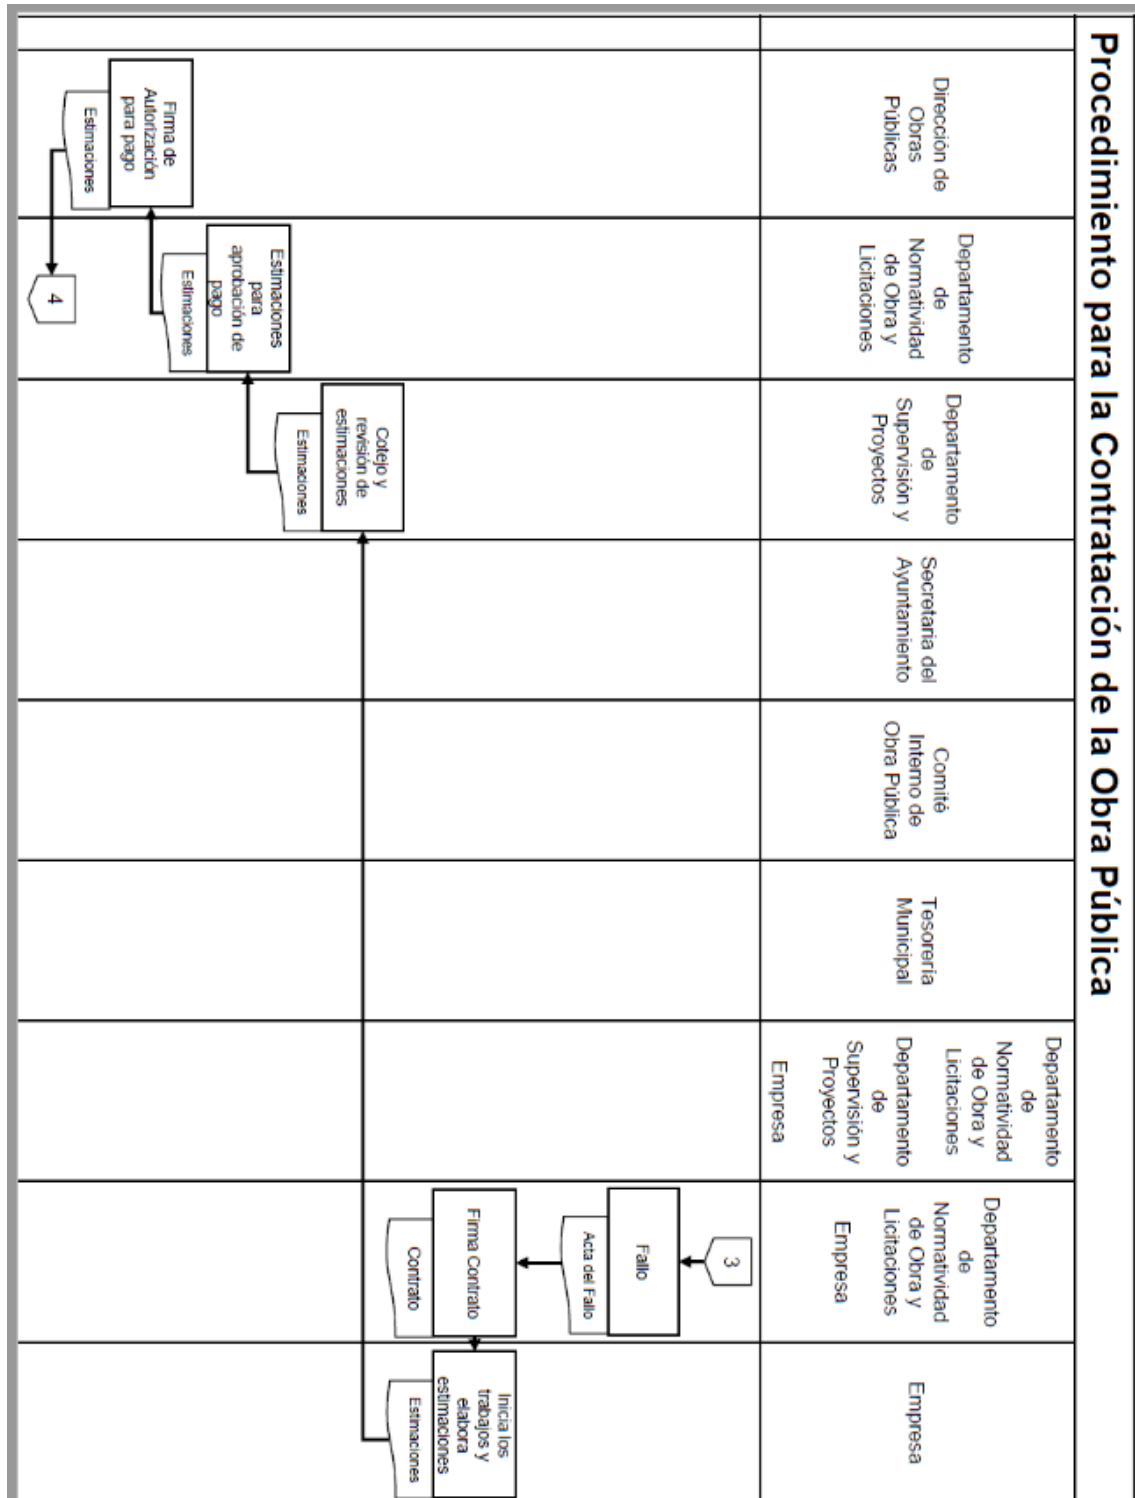 Procedimiento para la Contratación de la Obra Pública
Dirección de
Obras
Públicas
Departamento
de
Normatividad
de Obra y
Licitaciones
Departamento
de
Supervisión y
Proyectos
Secretaria del
Ayuntamiento
Comité
Interno de
Obra Pública
Tesorería
Municipal
Departamento
de
Normatividad
de Obra y
Licitaciones
Departamento
de
Supervisión y
Proyectos
Empresa
Departamento
de
Normatividad
de Obra y
Licitaciones
Empresa
Empresa
3
Fallo
Acta del Fallo
Firma Contrato
Contrato
Inicia los
trabajos y
elabora
estimaciones
Estimaciones
Cotejo y
revisión de
estimaciones
Estimaciones
Estimaciones
para
aprobación de
pago
Estimaciones
Firma de
Autorización
para pago
Estimaciones
4